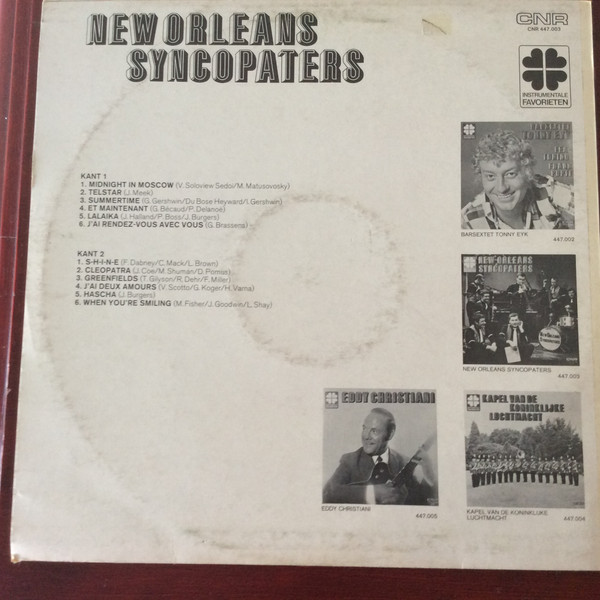 NEW ORLEANS
SYNCOPATERS
CNR
CNR 447.003
INSTRUMENTALE
FAVORIETEN
KANT 1
1. MIDNIGHT IN MOSCOW (V. Soloview Sedoi/M. Matusovosky)
2. TELSTAR (J. Meek)
3. SUMMERTIME (G. Gershwin/Du Bose Heyward/I. Gershwin)
4. ET MAINTENANT (G. Bécaud/P. Delanoe)
5. LALAIKA (J. Halland/P. Boss/J. Burgers)
6. J'AI RENDEZ-VOUS AVEC VOUS (G. Brassens)
KANT 2
1. S-H-I-N-E (F. Dabney/C. Mack/L. Brown)
2. CLEOPATRA (J. Coe/M. Shuman/D. Pomus)
3. GREENFIELDS (T. Gilyson/R. Dehr/F. Miller)
4. J'AI DEUX AMOURS (V. Scotto/G. Koger/H. Varna)
5. HASCHA (J. Burgers)
6. WHEN YOU'RE SMILING (M. Fisher/J. Goodwin/L. Shay)
BARSEXTET TONNY EYK
447.002
NEW ORLEANS
SYNCOPATERS
NEW ORLEANS SYNCOPATERS
447.003
EDDY CHRISTIANI
EDDY CHRISTIANI
447.005
KAPEL VAN DE
KONINKLIJKE
LUCHTMACHT
KAPEL VAN DE KONINKLIJKE
LUCHTMACHT
447.004